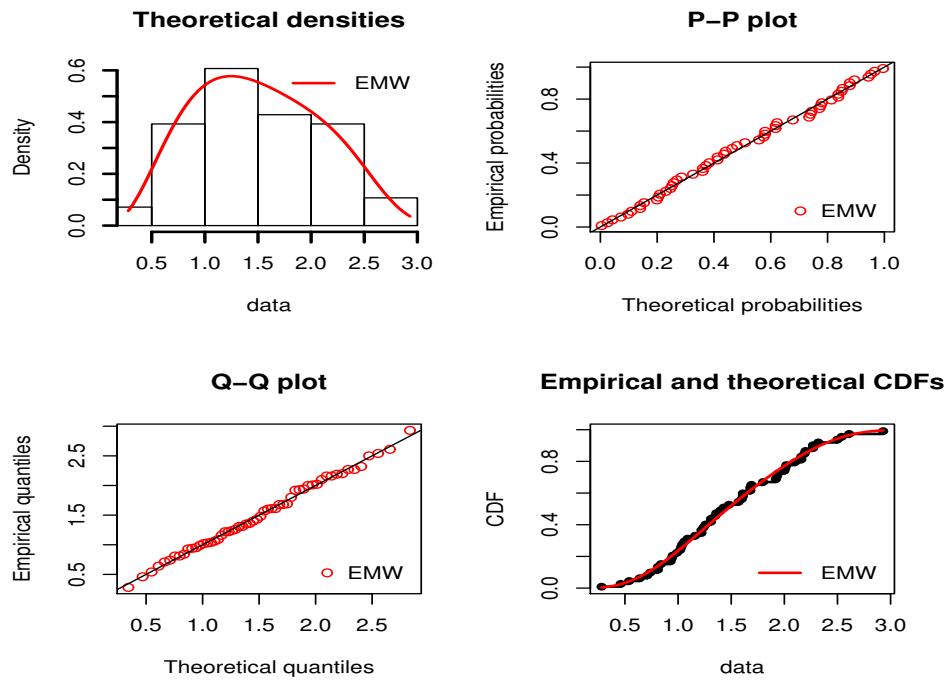 Theoretical densities
Density
0.0 0.2 0.4 0.6
EMW
0.5 1.0 1.5 2.0 2.5 3.0
data
P−P plot
Empirical probabilities
0.0 0.4 0.8
EMW
0.0 0.2 0.4 0.6 0.8 1.0
Theoretical probabilities
Q−Q plot
Empirical quantiles
0.5 1.5 2.5
EMW
0.5 1.0 1.5 2.0 2.5
Theoretical quantiles
Empirical and theoretical CDFs
CDF
0.0 0.4 0.8
EMW
0.5 1.0 1.5 2.0 2.5 3.0
data